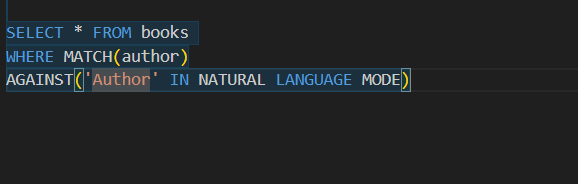 SELECT * FROM books
WHERE MATCH(author)
AGAINST('Author' IN NATURAL LANGUAGE MODE)